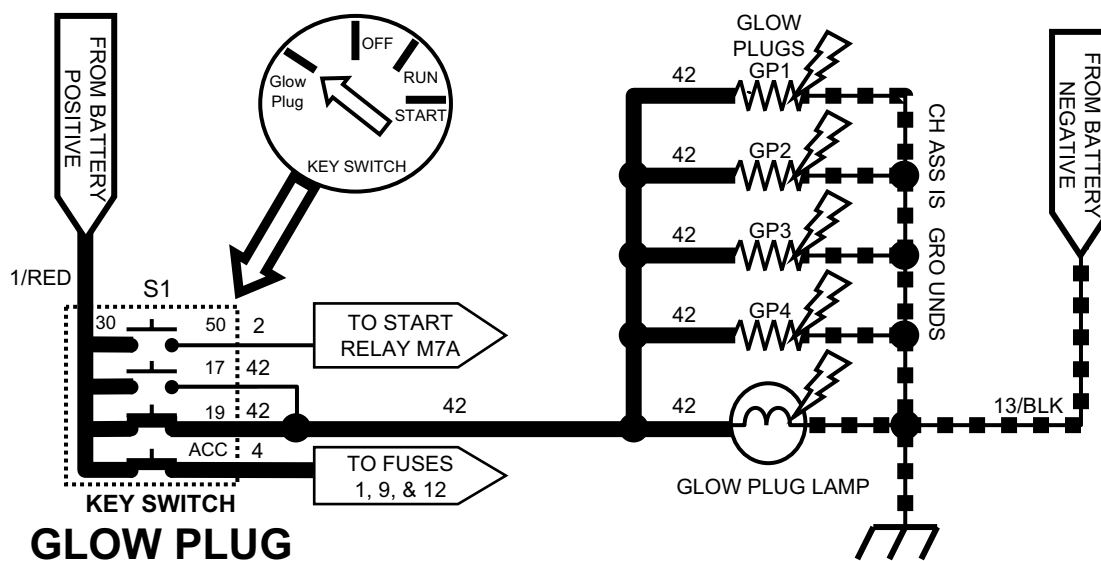 FROM BATTERY
POSITIVE
OFF
RUN
START
Glow
Plug
KEY SWITCH
GLOW
PLUGS
42
GP1
42
GP2
42
GP3
42
GP4
CH ASS IS GRO UNDS
FROM BATTERY
NEGATIVE
1/RED
S1
30
50
2
TO START
RELAY M7A
17
42
19
42
42
42
13/BLK
ACC
4
TO FUSES
1, 9, & 12
GLOW PLUG LAMP
KEY SWITCH
GLOW PLUG